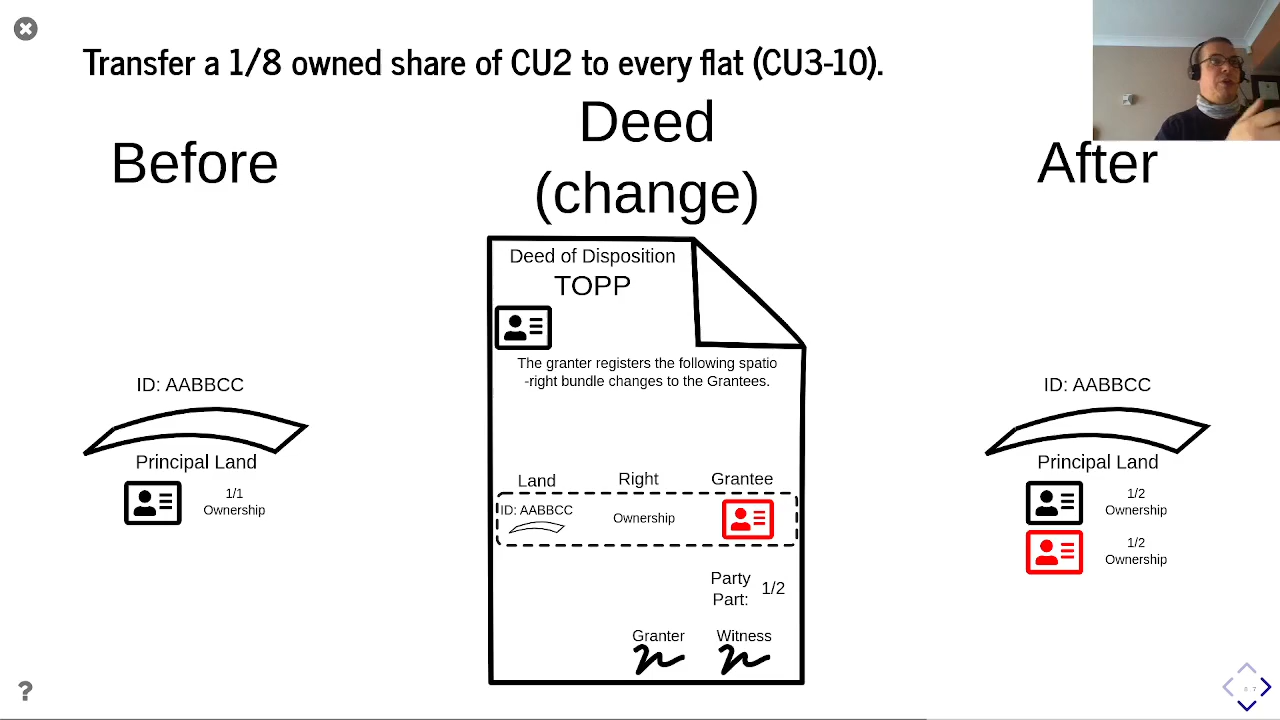 Transfer a 1/8 owned share of CU2 to every flat (CU3-10).
Before
Deed
(change)
After
Deed of Disposition
TOPP
The granter registers the following spatio
-right bundle changes to the Grantees.
ID: AABBCC
Principal Land
1/1
Ownership
Land
Right
Grantee
ID: AABBCC
Ownership
Party
Part:
1/2
Granter
Witness
ID: AABBCC
Principal Land
1/2
Ownership
1/2
Ownership
?